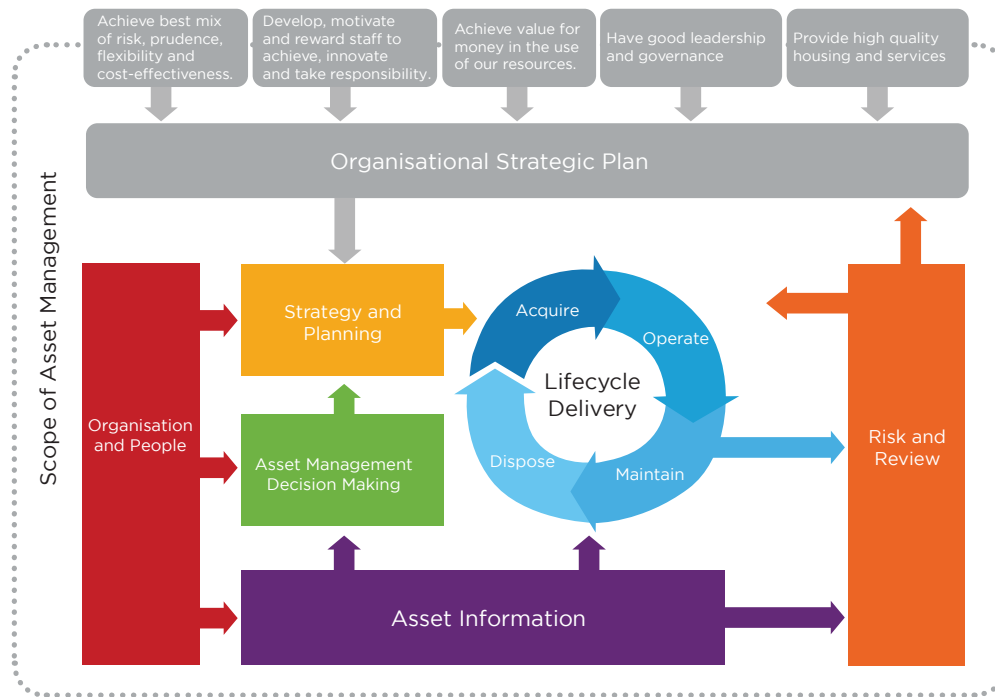 Achieve best mix
of risk, prudence,
flexibility and
cost-effectiveness.
Develop, motivate
and reward staff to
achieve, innovate
and take responsibility.
Achieve value for
money in the use
of our resources.
Have good leadership
and governance
Provide high quality
housing and services
Organisational Strategic Plan
Scope of Asset Management
Organisation
and People
Strategy and
Planning
Asset Management
Decision Making
Acquire
Operate
Lifecycle
Delivery
Dispose
Maintain
Risk and
Review
Asset Information